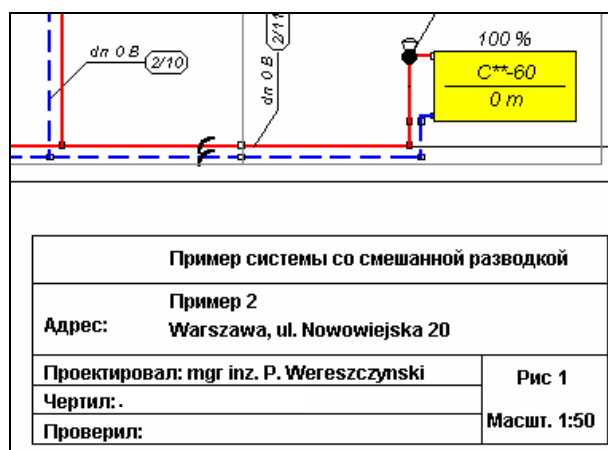 dn 0 B 2/10
dn 0 B 2/11
100 %
C**-60
0 m
Пример системы со смешанной разводкой
Адрес:
Пример 2
Warszawa, ul. Nowowiejska 20
Проектировал: mgr inz. P. Wereszczynski
Чертил: .
Проверил:
Рис 1
Масшт. 1:50